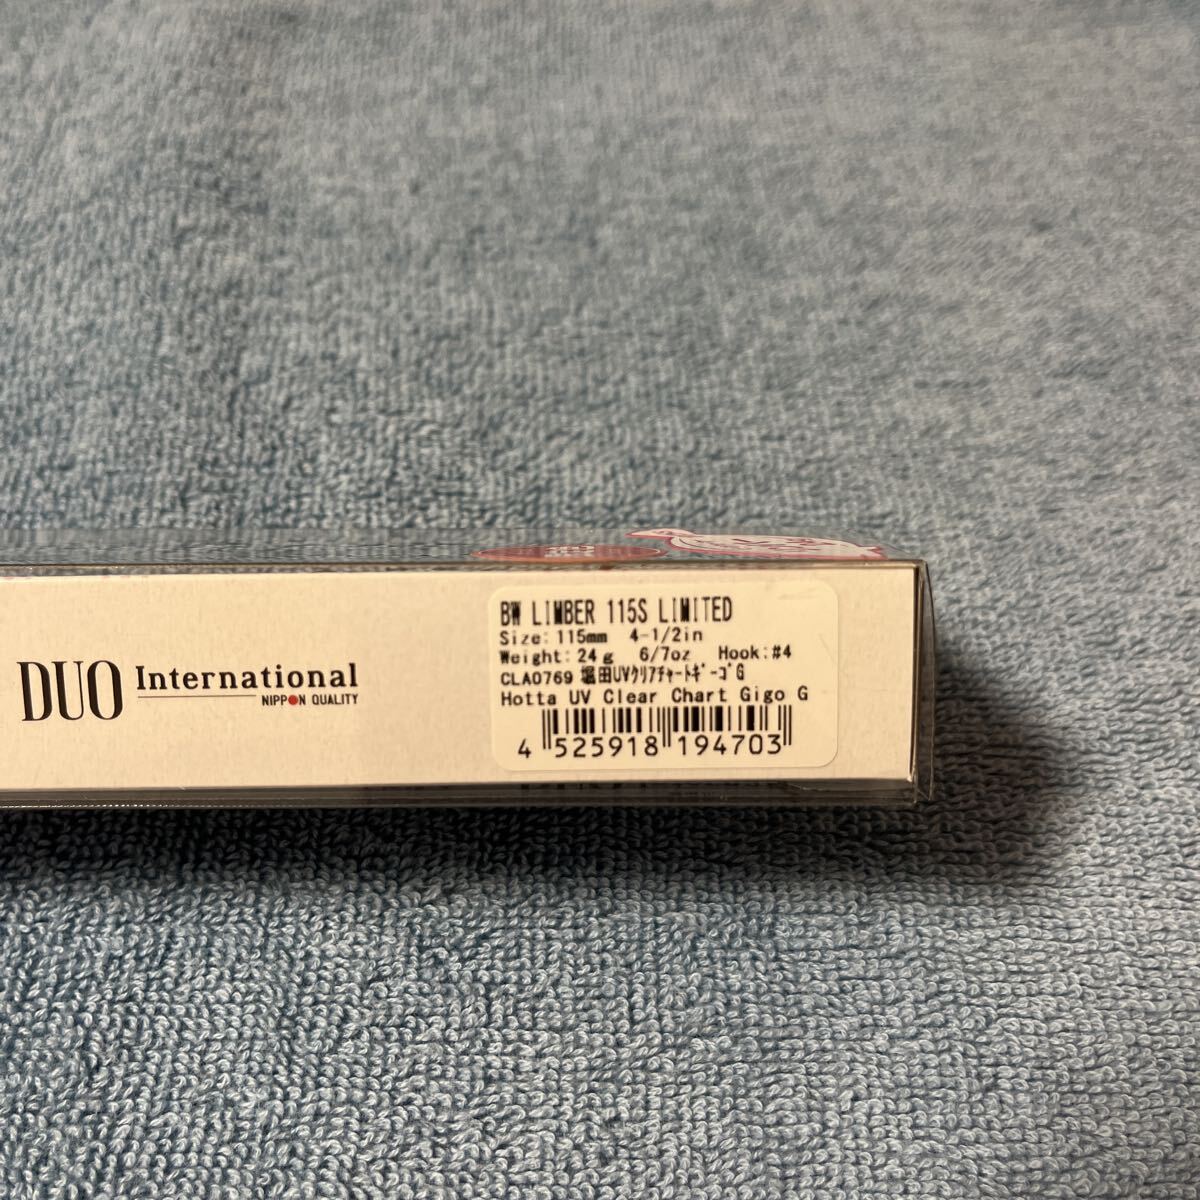 DUO International
NIPPON QUALITY
BW LIMBER 115S LIMITED
Size: 115mm 4-1/2in
Weight: 24g 6/7oz Hook: #4
CLA0769 堀田UVｸﾘｱﾁｬｰﾄｷﾞｰｺﾞG
Hotta UV Clear Chart Gigo G
4 525918 194703